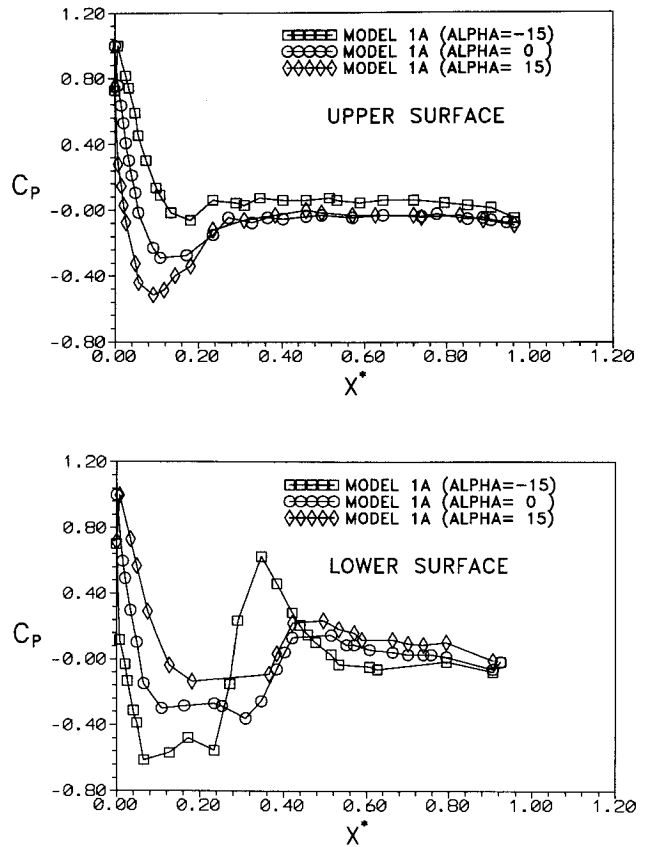 1.20
MODEL 1A (ALPHA=-15)
MODEL 1A (ALPHA= 0)
MODEL 1A (ALPHA= 15)
0.80
UPPER SURFACE
0.40
CP
-0.00
-0.40
-0.80
0.00 0.20 0.40 0.60 0.80 1.00 1.20
X*
1.20
MODEL 1A (ALPHA=-15)
MODEL 1A (ALPHA= 0)
MODEL 1A (ALPHA= 15)
0.80
LOWER SURFACE
0.40
CP
-0.00
-0.40
-0.80
0.00 0.20 0.40 0.60 0.80 1.00 1.20
X*